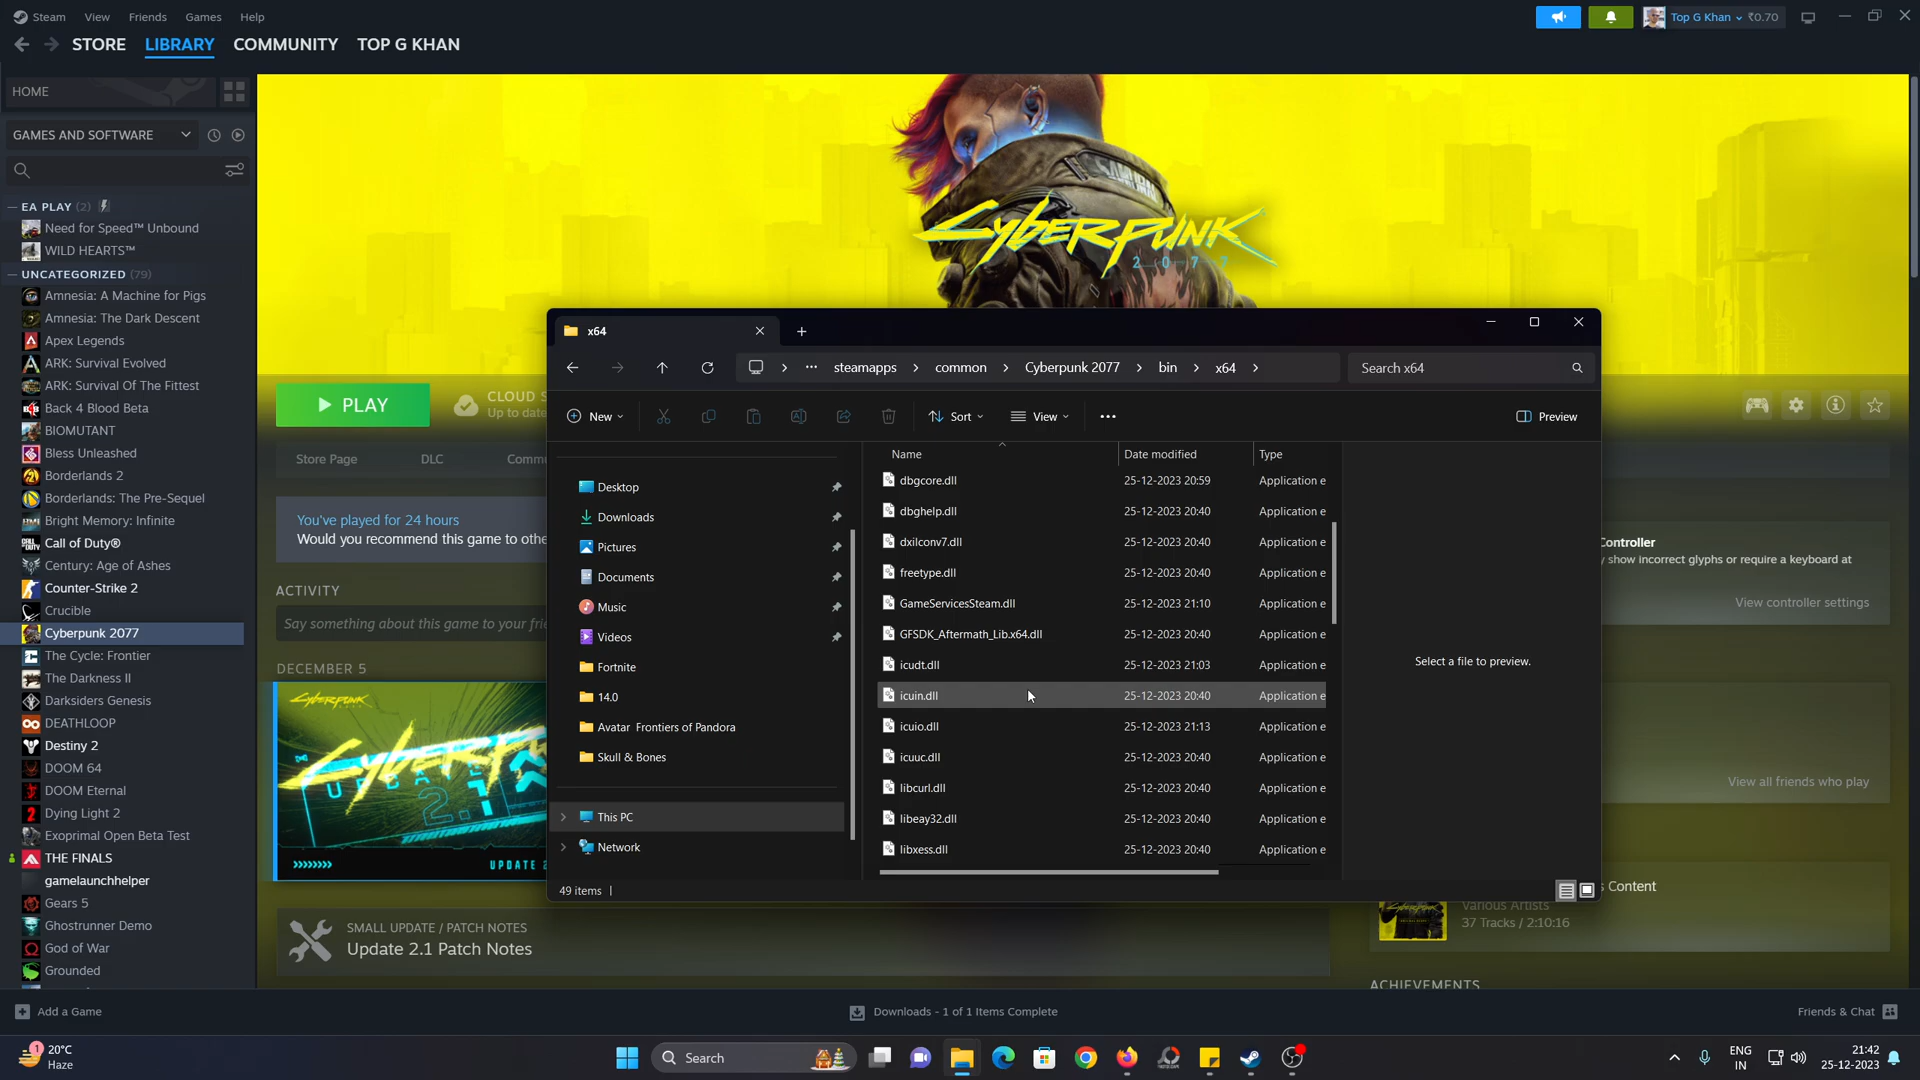 Steam View Friends Games Help
Top G Khan ₹0.70
STORE LIBRARY COMMUNITY TOP G KHAN
HOME
GAMES AND SOFTWARE
EA PLAY (2)
Need for Speed™ Unbound
WILD HEARTS™
UNCATEGORIZED (79)
Amnesia: A Machine for Pigs
Amnesia: The Dark Descent
Apex Legends
ARK: Survival Evolved
ARK: Survival Of The Fittest
Back 4 Blood Beta
BIOMUTANT
Bless Unleashed
Borderlands 2
Borderlands: The Pre-Sequel
Bright Memory: Infinite
Call of Duty®
Century: Age of Ashes
Counter-Strike 2
Crucible
Cyberpunk 2077
The Cycle: Frontier
The Darkness II
Darksiders Genesis
DEATHLOOP
Destiny 2
DOOM 64
DOOM Eternal
Dying Light 2
Exoprimal Open Beta Test
THE FINALS
gamelaunchhelper
Gears 5
Ghostrunner Demo
God of War
Grounded
SAMURAI
Cyberpunk
2077
PLAY
CLOUD S
Up to date
Store Page DLC Commu
You've played for 24 hours
Would you recommend this game to othe
ACTIVITY
Say something about this game to your frie
DECEMBER 5
Cyberpunk
UPDATE 2.1
UPDATE 2
SMALL UPDATE / PATCH NOTES
Update 2.1 Patch Notes
x64
steamapps common Cyberpunk 2077 bin x64
Search x64
New Sort View Preview
Desktop
Downloads
Pictures
Documents
Music
Videos
Fortnite
14.0
Avatar Frontiers of Pandora
Skull & Bones
This PC
Network
Name Date modified Type
dbgcore.dll 25-12-2023 20:59 Application e
dbghelp.dll 25-12-2023 20:40 Application e
dxilconv7.dll 25-12-2023 20:40 Application e
freetype.dll 25-12-2023 20:40 Application e
GameServicesSteam.dll 25-12-2023 21:10 Application e
GFSDK_Aftermath_Lib.x64.dll 25-12-2023 20:40 Application e
icudt.dll 25-12-2023 21:03 Application e
icuin.dll 25-12-2023 20:40 Application e
icuio.dll 25-12-2023 21:13 Application e
icuuc.dll 25-12-2023 20:40 Application e
libcurl.dll 25-12-2023 20:40 Application e
libeay32.dll 25-12-2023 20:40 Application e
libxess.dll 25-12-2023 20:40 Application e
Select a file to preview.
49 items
Controller
y show incorrect glyphs or require a keyboard at
View controller settings
View all friends who play
s Content
Various Artists
37 Tracks / 2:10:16
ACHIEVEMENTS
Add a Game
Downloads - 1 of 1 Items Complete
Friends & Chat
1
20°C
Haze
Search
ENG
IN
21:42
25-12-2023